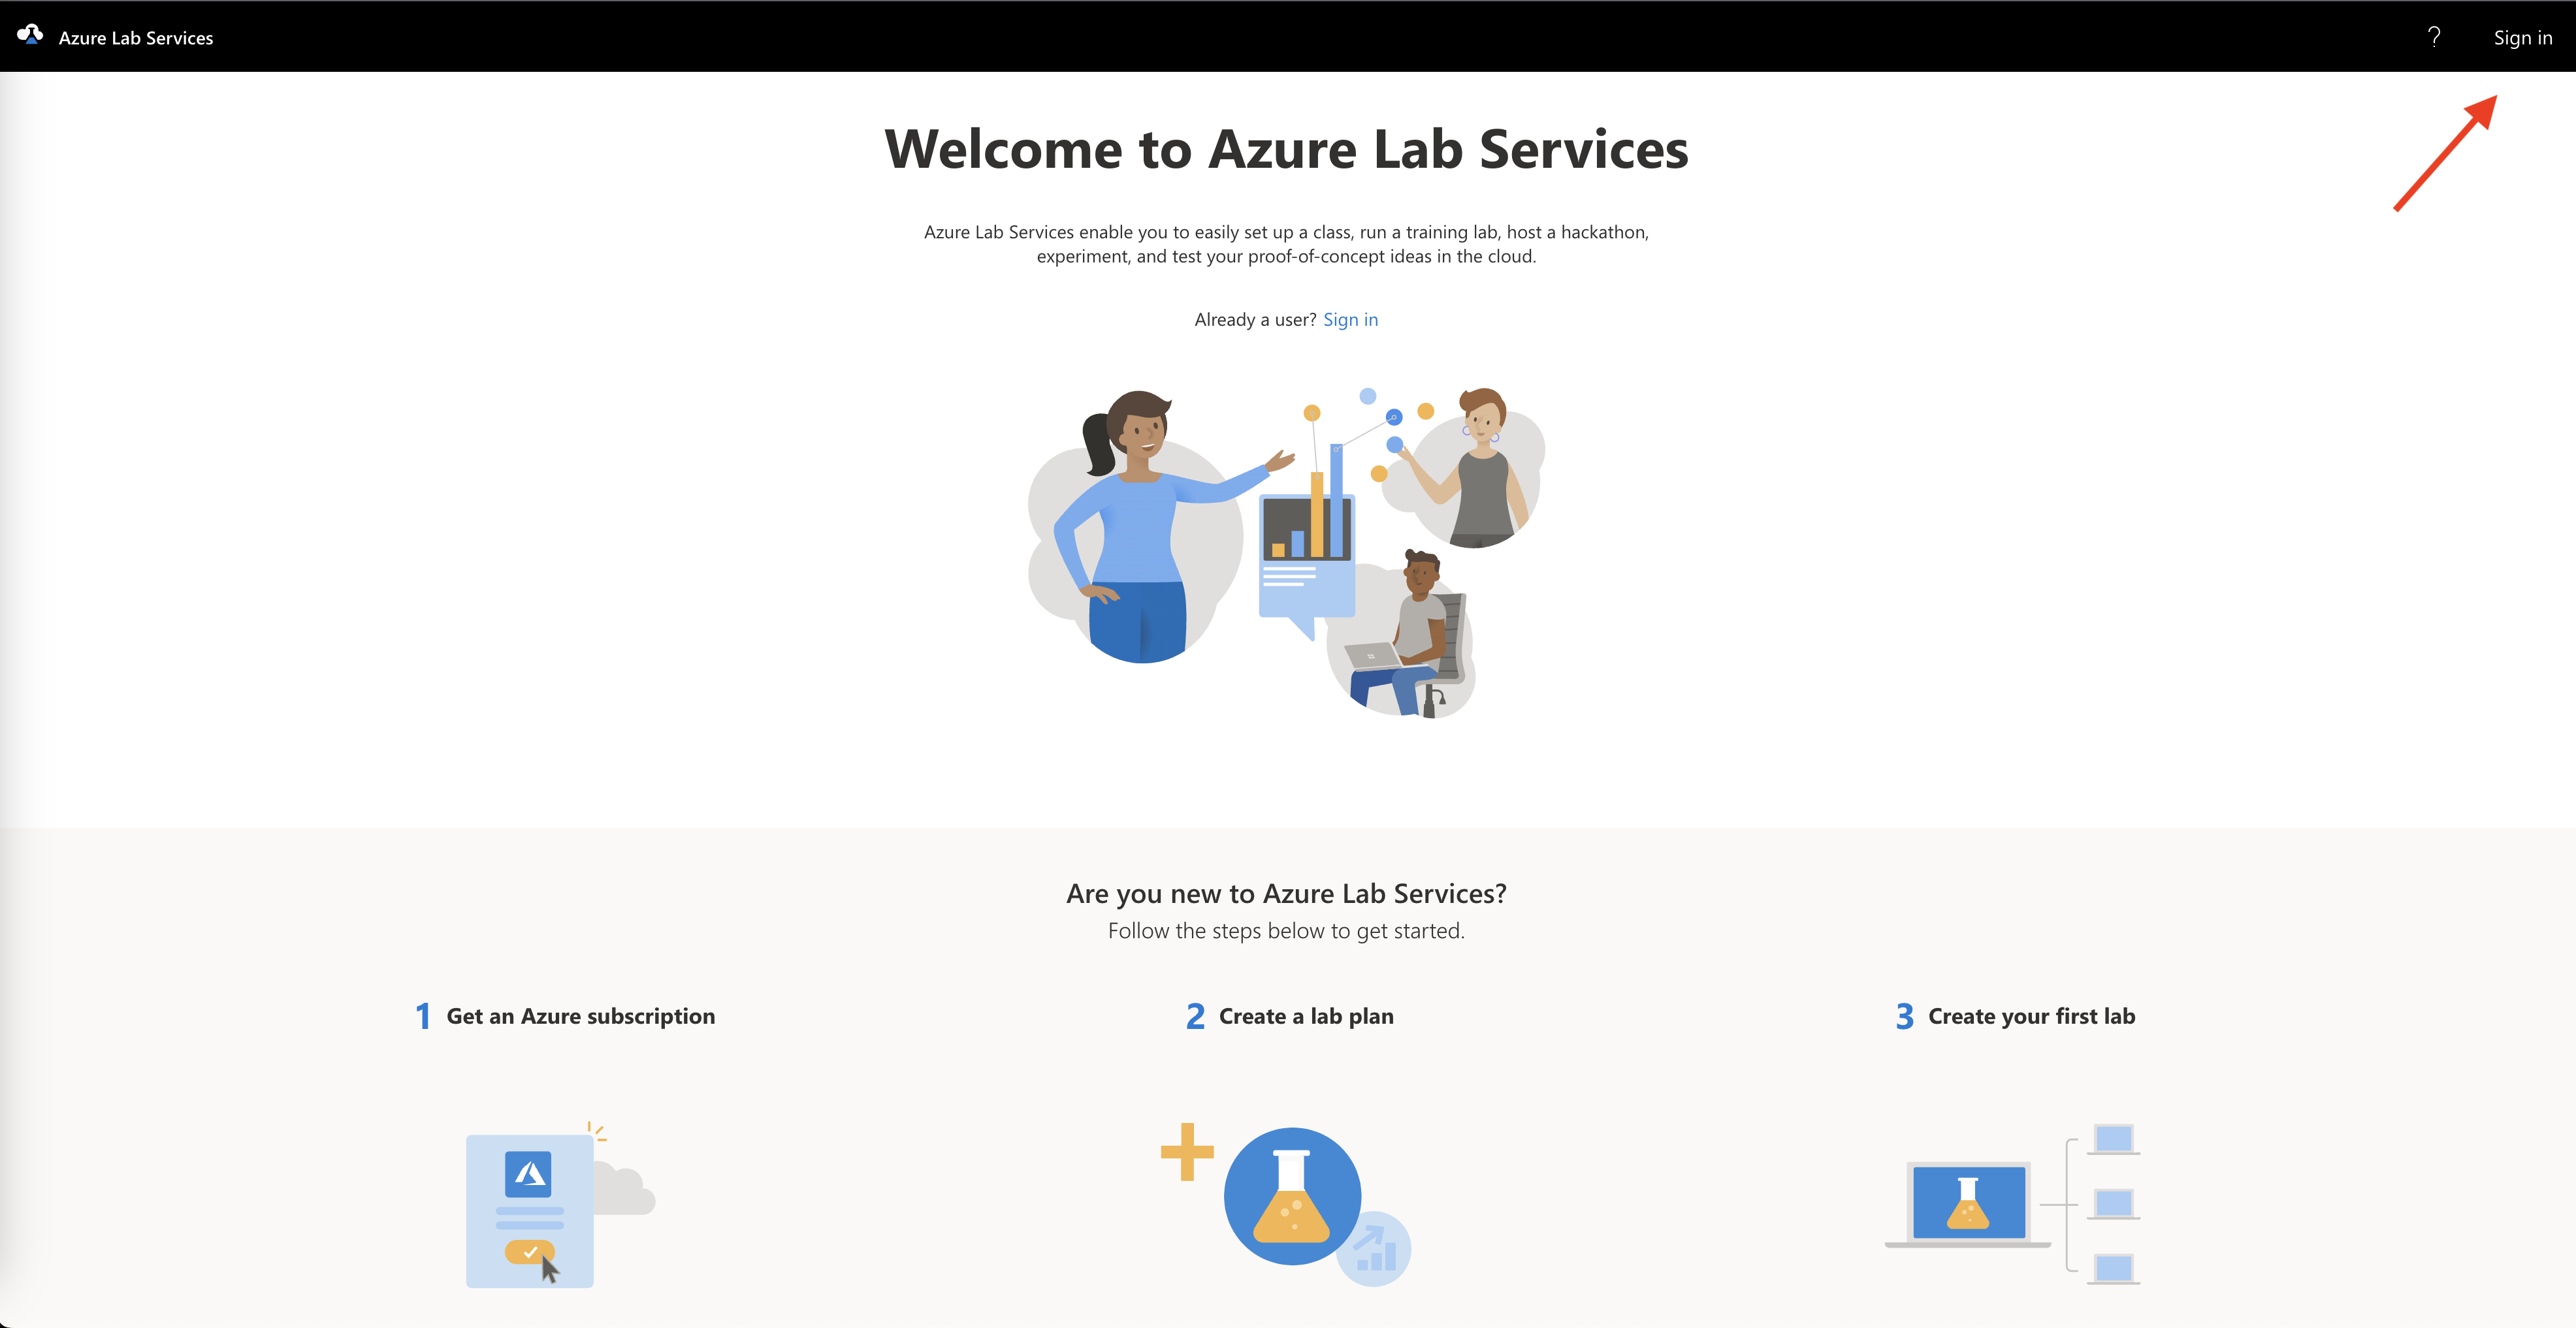 Azure Lab Services
? Sign in
Welcome to Azure Lab Services
Azure Lab Services enable you to easily set up a class, run a training lab, host a hackathon,
experiment, and test your proof-of-concept ideas in the cloud.
Already a user? Sign in
Are you new to Azure Lab Services?
Follow the steps below to get started.
1 Get an Azure subscription
2 Create a lab plan
3 Create your first lab